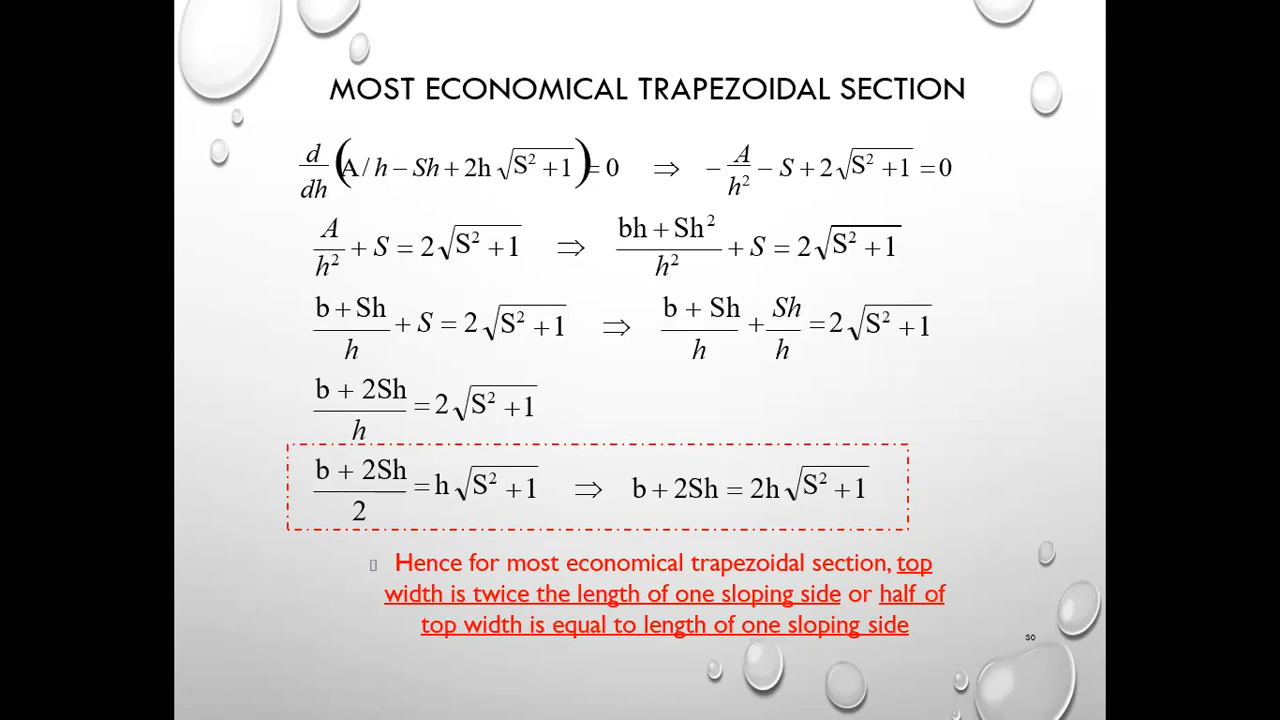 MOST ECONOMICAL TRAPEZOIDAL SECTION
d/dh (A/h − Sh + 2h√(S² + 1)) = 0 ⇒ − A/h² − S + 2√(S² + 1) = 0
A/h² + S = 2√(S² + 1) ⇒ (bh + Sh²)/h² + S = 2√(S² + 1)
(b + Sh)/h + S = 2√(S² + 1) ⇒ (b + Sh)/h + Sh/h = 2√(S² + 1)
(b + 2Sh)/h = 2√(S² + 1)
(b + 2Sh)/2 = h√(S² + 1) ⇒ b + 2Sh = 2h√(S² + 1)
Hence for most economical trapezoidal section, top
width is twice the length of one sloping side or half of
top width is equal to length of one sloping side
30